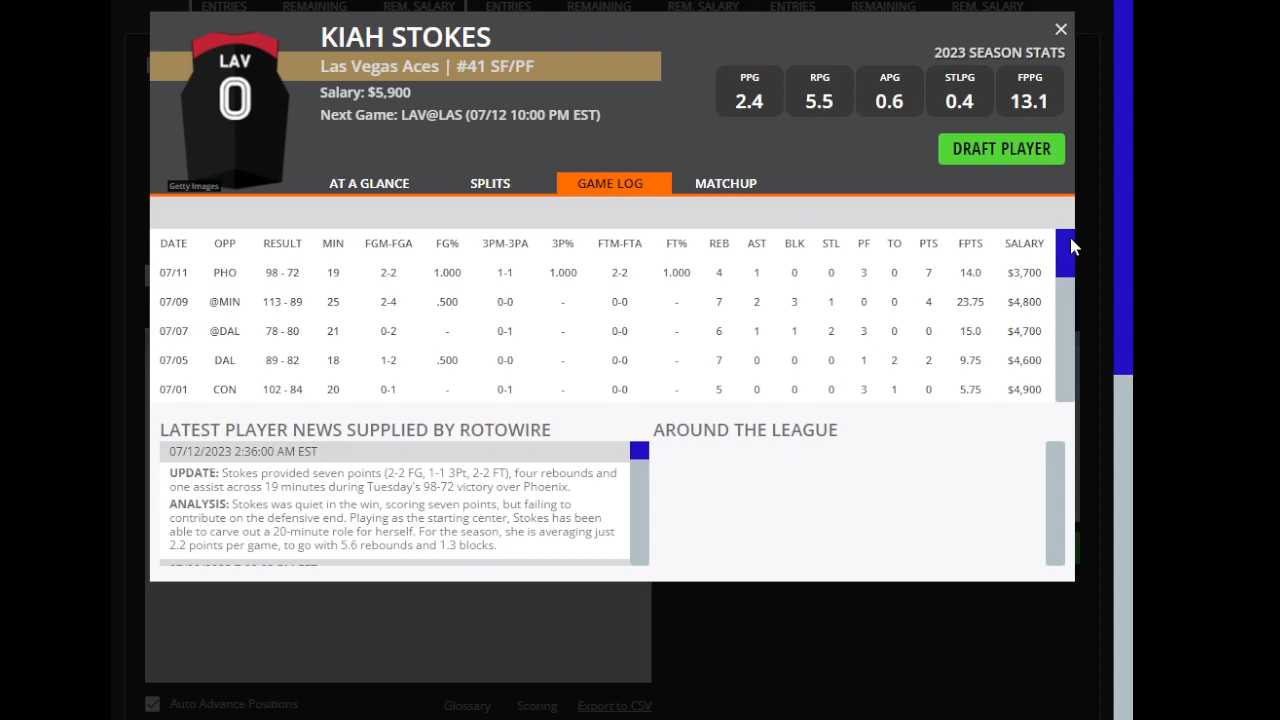 ENTRIES REMAINING REM. SALARY ENTRIES REMAINING REM. SALARY ENTRIES REMAINING REM. SALARY
KIAH STOKES
LAV
0
Getty Images
Las Vegas Aces | #41 SF/PF
Salary: $5,900
Next Game: LAV@LAS (07/12 10:00 PM EST)
2023 SEASON STATS
PPG RPG APG STLPG FPPG
2.4 5.5 0.6 0.4 13.1
DRAFT PLAYER
AT A GLANCE SPLITS GAME LOG MATCHUP
DATE OPP RESULT MIN FGM-FGA FG% 3PM-3PA 3P% FTM-FTA FT% REB AST BLK STL PF TO PTS FPTS SALARY
07/11 PHO 98 - 72 19 2-2 1.000 1-1 1.000 2-2 1.000 4 1 0 0 3 0 7 14.0 $3,700
07/09 @MIN 113 - 89 25 2-4 .500 0-0 - 0-0 - 7 2 3 1 0 0 4 23.75 $4,800
07/07 @DAL 78 - 80 21 0-2 - 0-1 - 0-0 - 6 1 1 2 3 0 0 15.0 $4,700
07/05 DAL 89 - 82 18 1-2 .500 0-0 - 0-0 - 7 0 0 0 1 2 2 9.75 $4,600
07/01 CON 102 - 84 20 0-1 - 0-1 - 0-0 - 5 0 0 0 3 1 0 5.75 $4,900
LATEST PLAYER NEWS SUPPLIED BY ROTOWIRE
07/12/2023 2:36:00 AM EST
UPDATE: Stokes provided seven points (2-2 FG, 1-1 3Pt, 2-2 FT), four rebounds and
one assist across 19 minutes during Tuesday's 98-72 victory over Phoenix.
ANALYSIS: Stokes was quiet in the win, scoring seven points, but failing to
contribute on the defensive end. Playing as the starting center, Stokes has been
able to carve out a 20-minute role for herself. For the season, she is averaging just
2.2 points per game, to go with 5.6 rebounds and 1.3 blocks.
AROUND THE LEAGUE
Auto Advance Positions Glossary Scoring Export to CSV